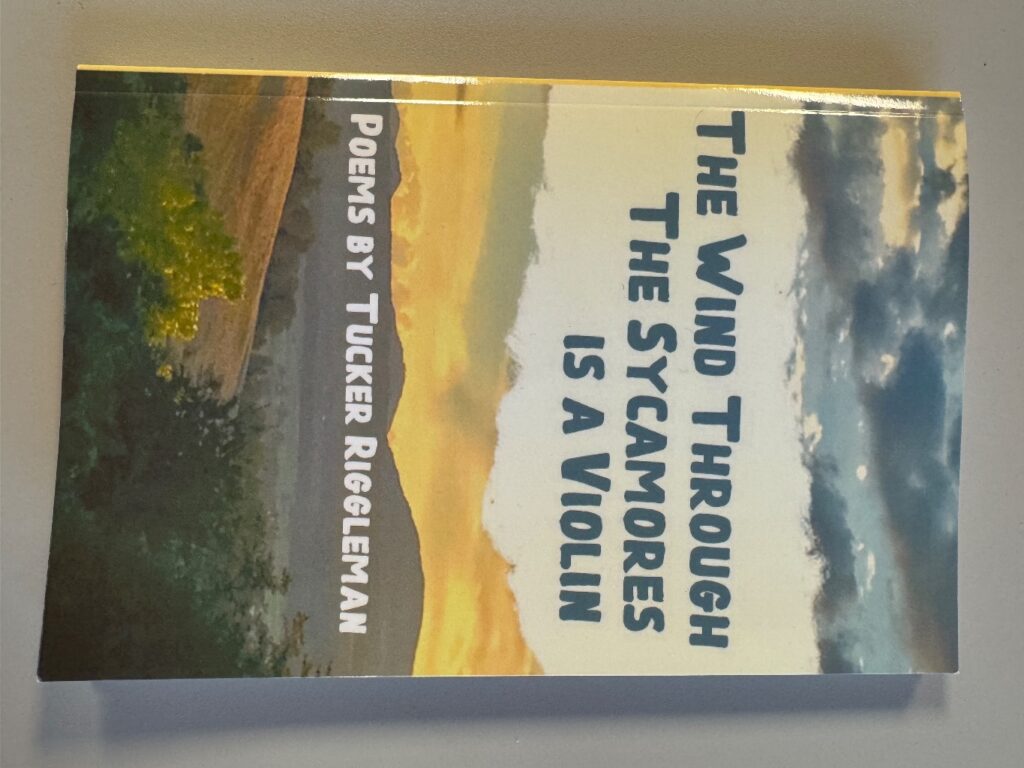 The Wind Through
The Sycamores
is a Violin
Poems by Tucker Riggleman